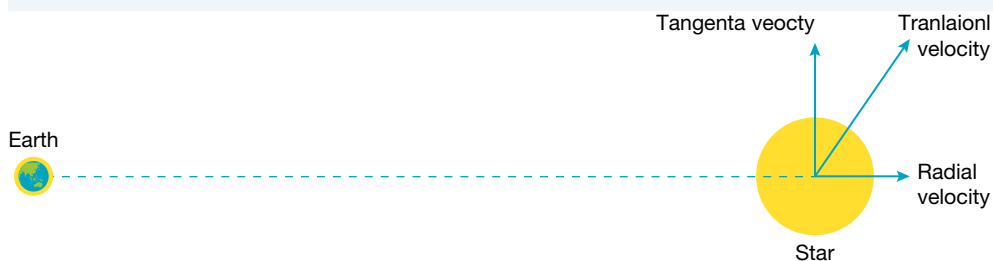 Tangenta veocty
Tranlaionl
velocity
Earth
Radial
velocity
Star